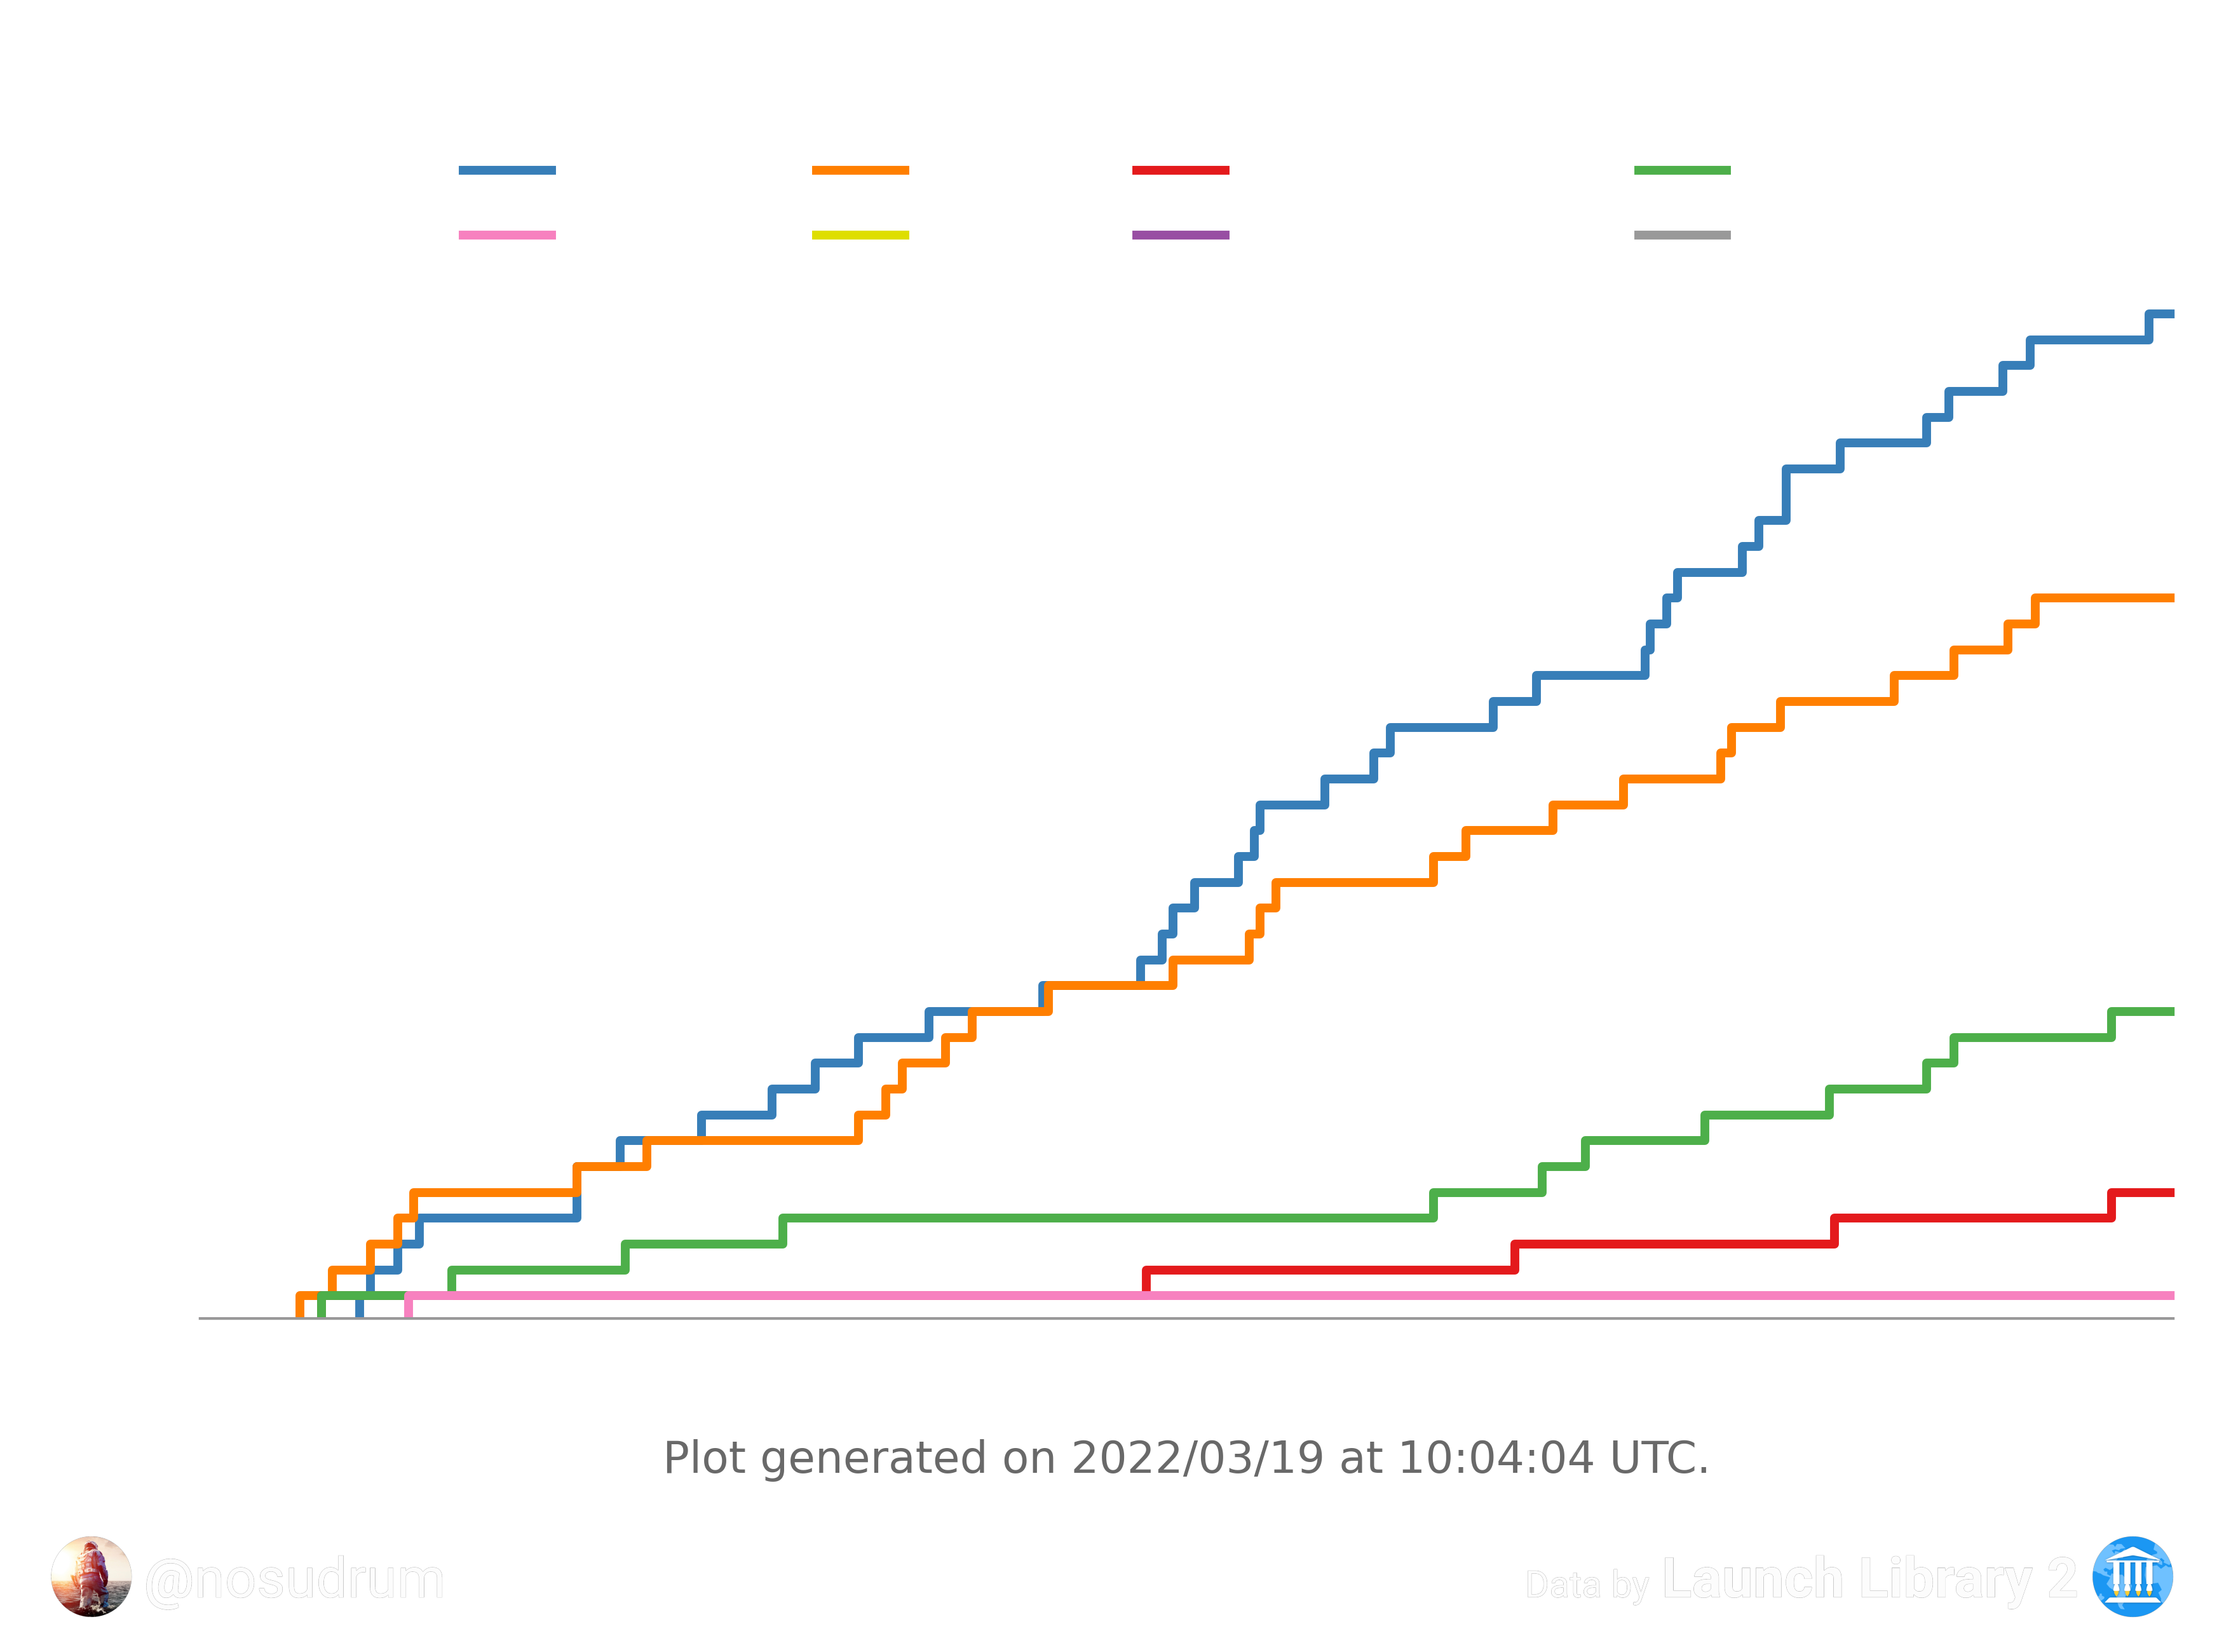 Plot generated on 2022/03/19 at 10:04:04 UTC.
@nosudrum
Data by Launch Library 2